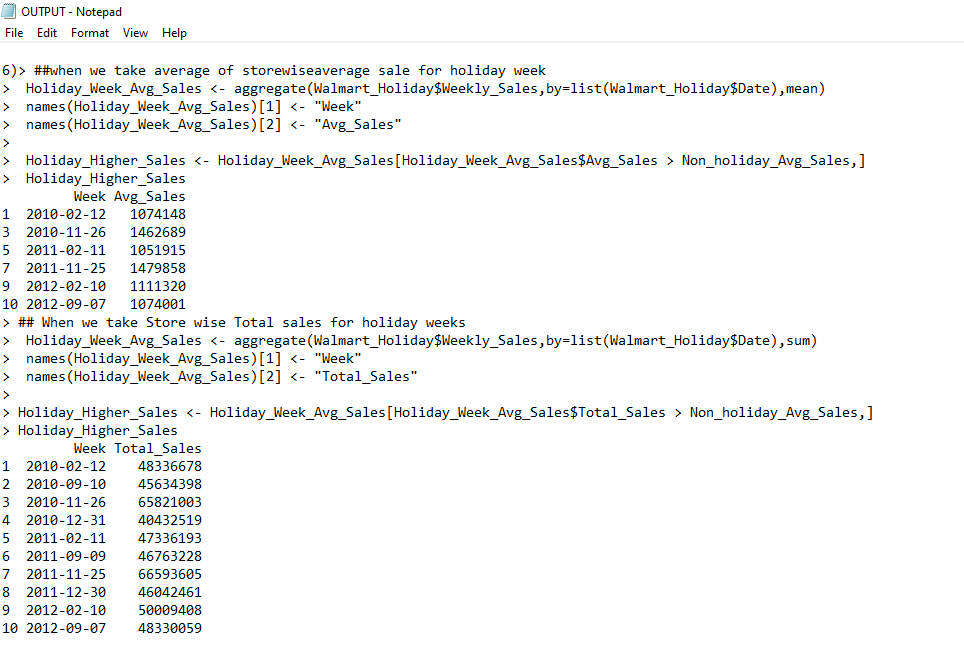 OUTPUT - Notepad
File Edit Format View Help
6)> ##when we take average of storewiseaverage sale for holiday week
>  Holiday_Week_Avg_Sales <- aggregate(Walmart_Holiday$Weekly_Sales,by=list(Walmart_Holiday$Date),mean)
>  names(Holiday_Week_Avg_Sales)[1] <- "Week"
>  names(Holiday_Week_Avg_Sales)[2] <- "Avg_Sales"
>
>  Holiday_Higher_Sales <- Holiday_Week_Avg_Sales[Holiday_Week_Avg_Sales$Avg_Sales > Non_holiday_Avg_Sales,]
>  Holiday_Higher_Sales
         Week Avg_Sales
1  2010-02-12   1074148
3  2010-11-26   1462689
5  2011-02-11   1051915
7  2011-11-25   1479858
9  2012-02-10   1111320
10 2012-09-07   1074001
> ## When we take Store wise Total sales for holiday weeks
>  Holiday_Week_Avg_Sales <- aggregate(Walmart_Holiday$Weekly_Sales,by=list(Walmart_Holiday$Date),sum)
>  names(Holiday_Week_Avg_Sales)[1] <- "Week"
>  names(Holiday_Week_Avg_Sales)[2] <- "Total_Sales"
>
> Holiday_Higher_Sales <- Holiday_Week_Avg_Sales[Holiday_Week_Avg_Sales$Total_Sales > Non_holiday_Avg_Sales,]
> Holiday_Higher_Sales
         Week Total_Sales
1  2010-02-12    48336678
2  2010-09-10    45634398
3  2010-11-26    65821003
4  2010-12-31    40432519
5  2011-02-11    47336193
6  2011-09-09    46763228
7  2011-11-25    66593605
8  2011-12-30    46042461
9  2012-02-10    50009408
10 2012-09-07    48330059